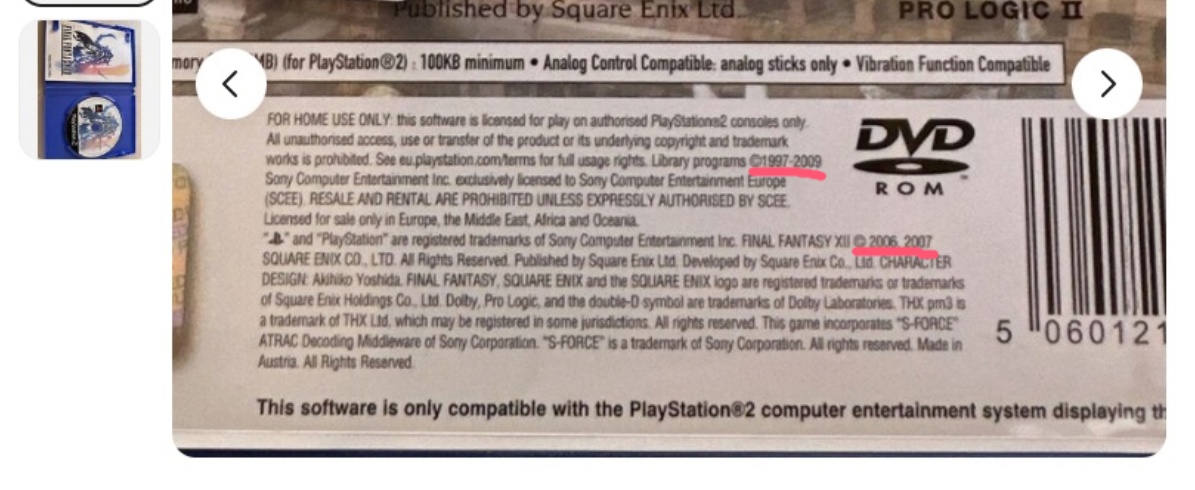 Published by Square Enix Ltd.
PRO LOGIC II
MB) (for PlayStation®2) : 100KB minimum • Analog Control Compatible: analog sticks only • Vibration Function Compatible
FOR HOME USE ONLY: this software is licensed for play on authorised PlayStation®2 consoles only.
All unauthorised access, use or transfer of the product or its underlying copyright and trademark
works is prohibited. See eu.playstation.com/terms for full usage rights. Library programs ©1997-2009
Sony Computer Entertainment Inc. exclusively licensed to Sony Computer Entertainment Europe
(SCEE). RESALE AND RENTAL ARE PROHIBITED UNLESS EXPRESSLY AUTHORISED BY SCEE.
Licensed for sale only in Europe, the Middle East, Africa and Oceania.
" " and "PlayStation" are registered trademarks of Sony Computer Entertainment Inc. FINAL FANTASY XII © 2006, 2007
SQUARE ENIX CO., LTD. All Rights Reserved. Published by Square Enix Ltd. Developed by Square Enix Co., Ltd. CHARACTER
DESIGN: Akihiko Yoshida. FINAL FANTASY, SQUARE ENIX and the SQUARE ENIX logo are registered trademarks or trademarks
of Square Enix Holdings Co., Ltd. Dolby, Pro Logic, and the double-D symbol are trademarks of Dolby Laboratories. THX pm3 is
a trademark of THX Ltd. which may be registered in some jurisdictions. All rights reserved. This game incorporates "S-FORCE"
ATRAC Decoding Middleware of Sony Corporation. "S-FORCE" is a trademark of Sony Corporation. All rights reserved. Made in
Austria. All Rights Reserved.
DVD
ROM
5 060121
This software is only compatible with the PlayStation®2 computer entertainment system displaying th